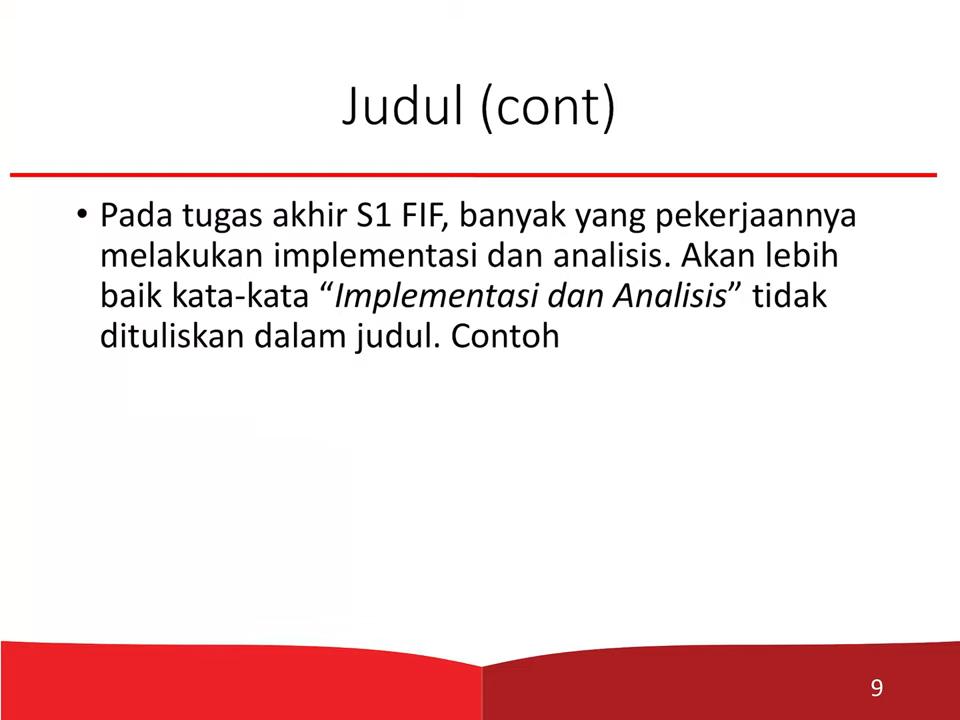 Judul (cont)
• Pada tugas akhir S1 FIF, banyak yang pekerjaannya
melakukan implementasi dan analisis. Akan lebih
baik kata-kata “Implementasi dan Analisis” tidak
dituliskan dalam judul. Contoh
9